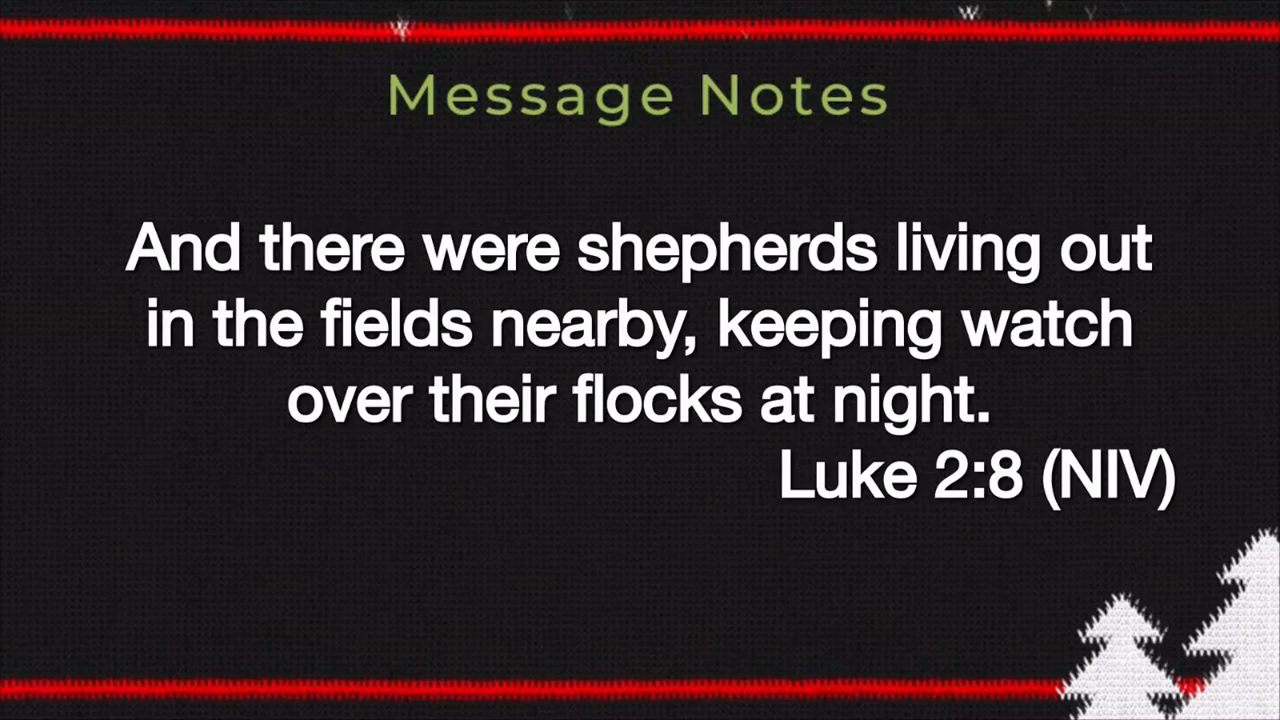 Message Notes
And there were shepherds living out
in the fields nearby, keeping watch
over their flocks at night.
Luke 2:8 (NIV)